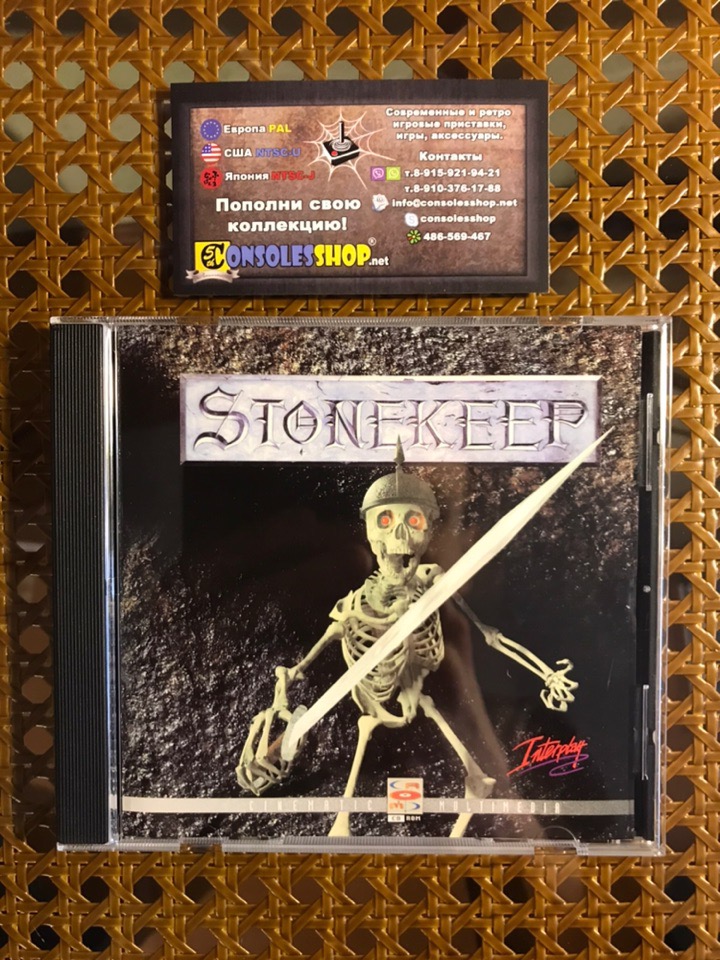 Европа PAL
США NTSC-U
Япония NTSC-J
Пополни свою
коллекцию!
CONSOLESSHOP.net
Современные и ретро
игровые приставки,
игры, аксессуары.
Контакты
т.8-915-921-94-21
т.8-910-376-17-88
info@consolesshop.net
consolesshop
486-569-467
STONEKEEP
Interplay
CINEMATIC MULTIMEDIA
CD ROM